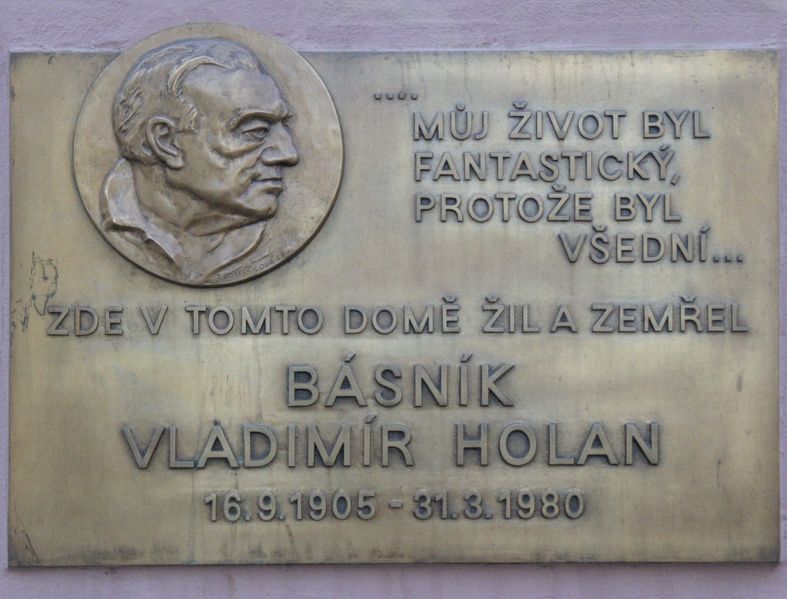 ....
MŮJ ŽIVOT BYL
FANTASTICKÝ,
PROTOŽE BYL
VŠEDNÍ...
ZDE V TOMTO DOMĚ ŽIL A ZEMŘEL
BÁSNÍK
VLADIMÍR HOLAN
16.9.1905 - 31.3.1980